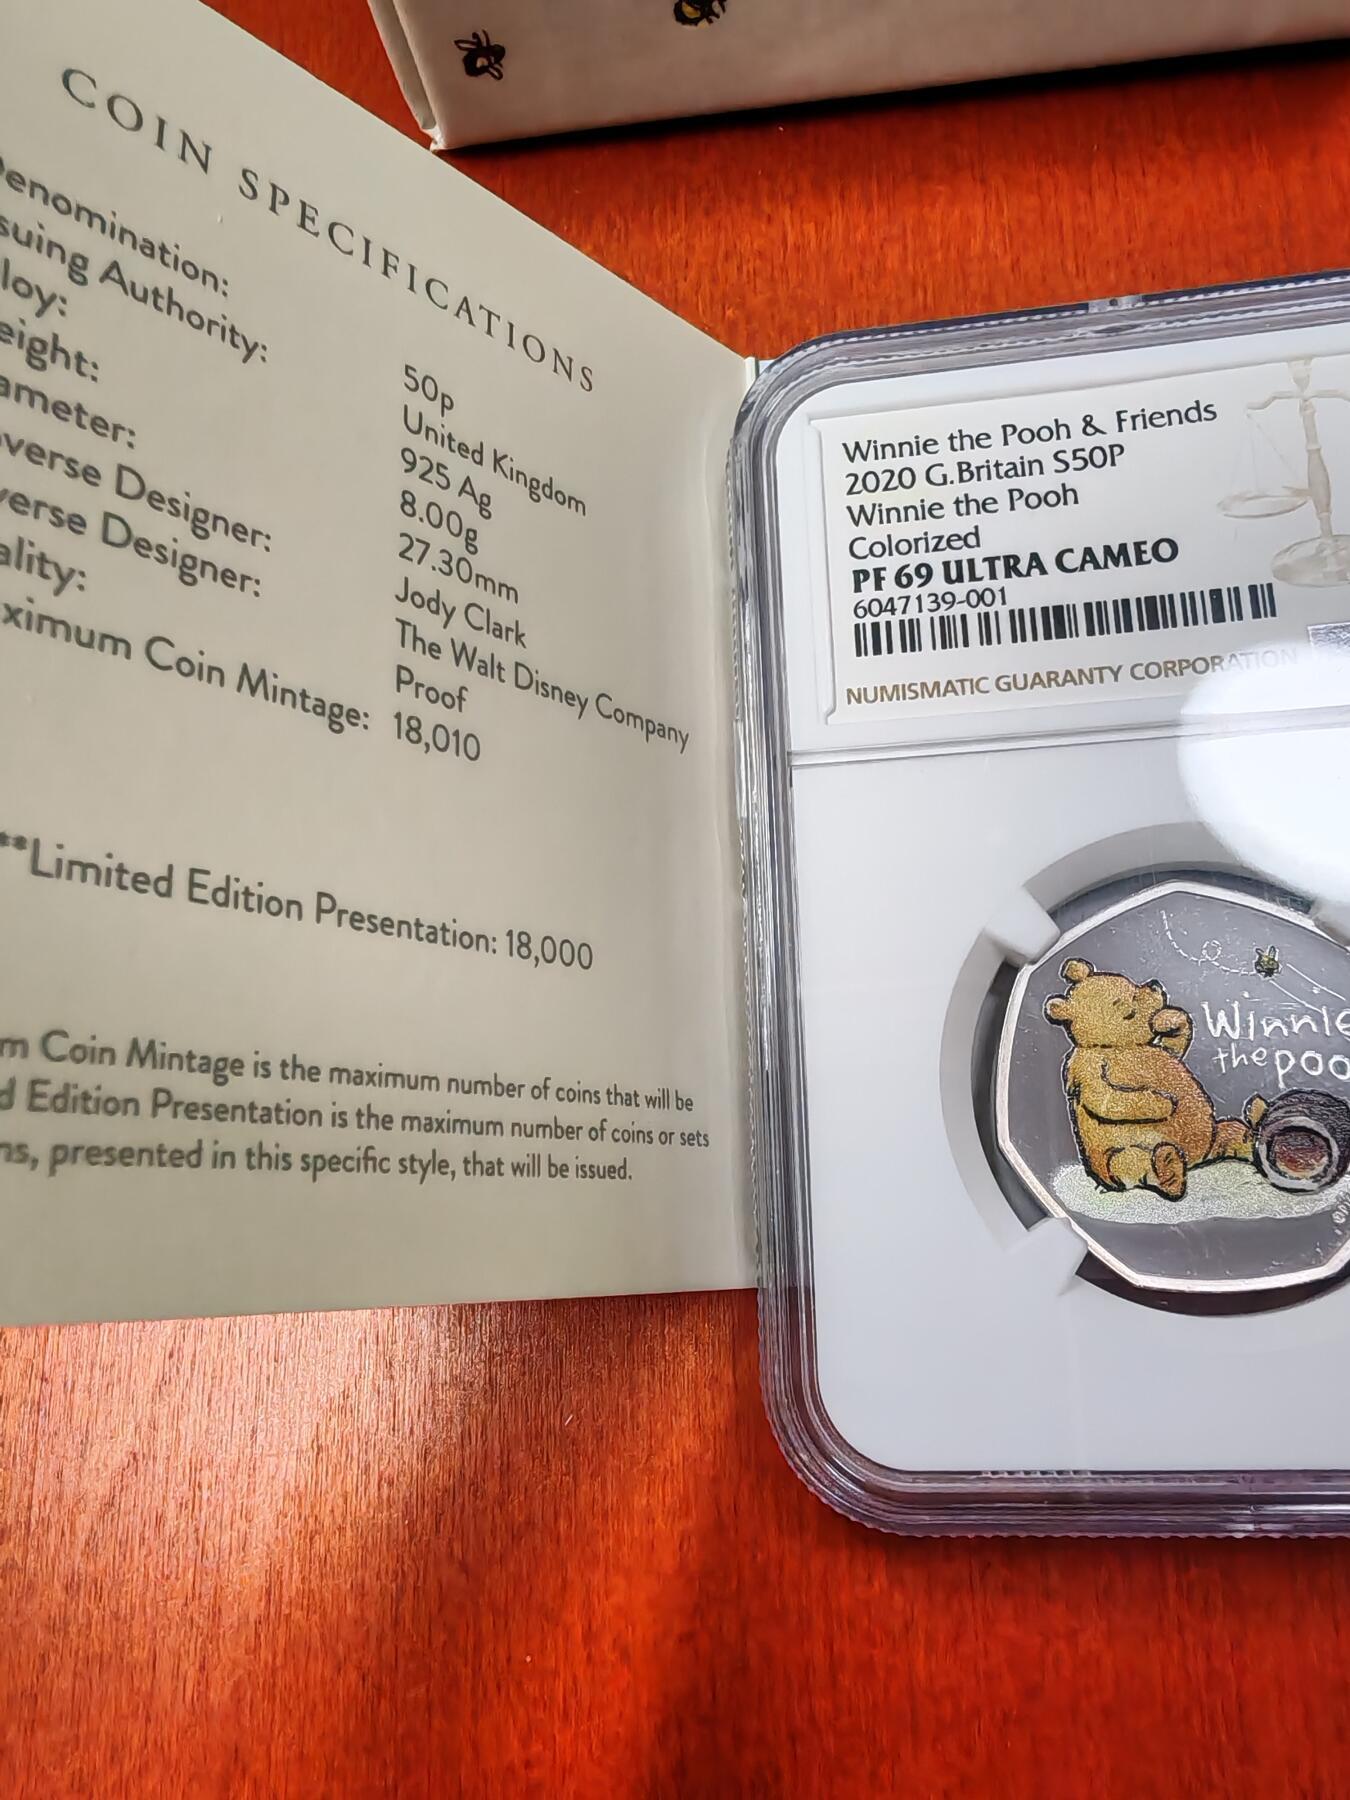 COIN SPECIFICATIONS
enomination: 50p
suing Authority: United Kingdom
loy: 925 Ag
eight: 8.00g
ameter: 27.30mm
verse Designer: Jody Clark
verse Designer: The Walt Disney Company
ality: Proof
ximum Coin Mintage: 18,010
**Limited Edition Presentation: 18,000
m Coin Mintage is the maximum number of coins that will be
d Edition Presentation is the maximum number of coins or sets
ns, presented in this specific style, that will be issued.
Winnie the Pooh & Friends
2020 G.Britain S50P
Winnie the Pooh
Colorized
PF 69 ULTRA CAMEO
6047139-001
NUMISMATIC GUARANTY CORPORATION
Winnie
the poo